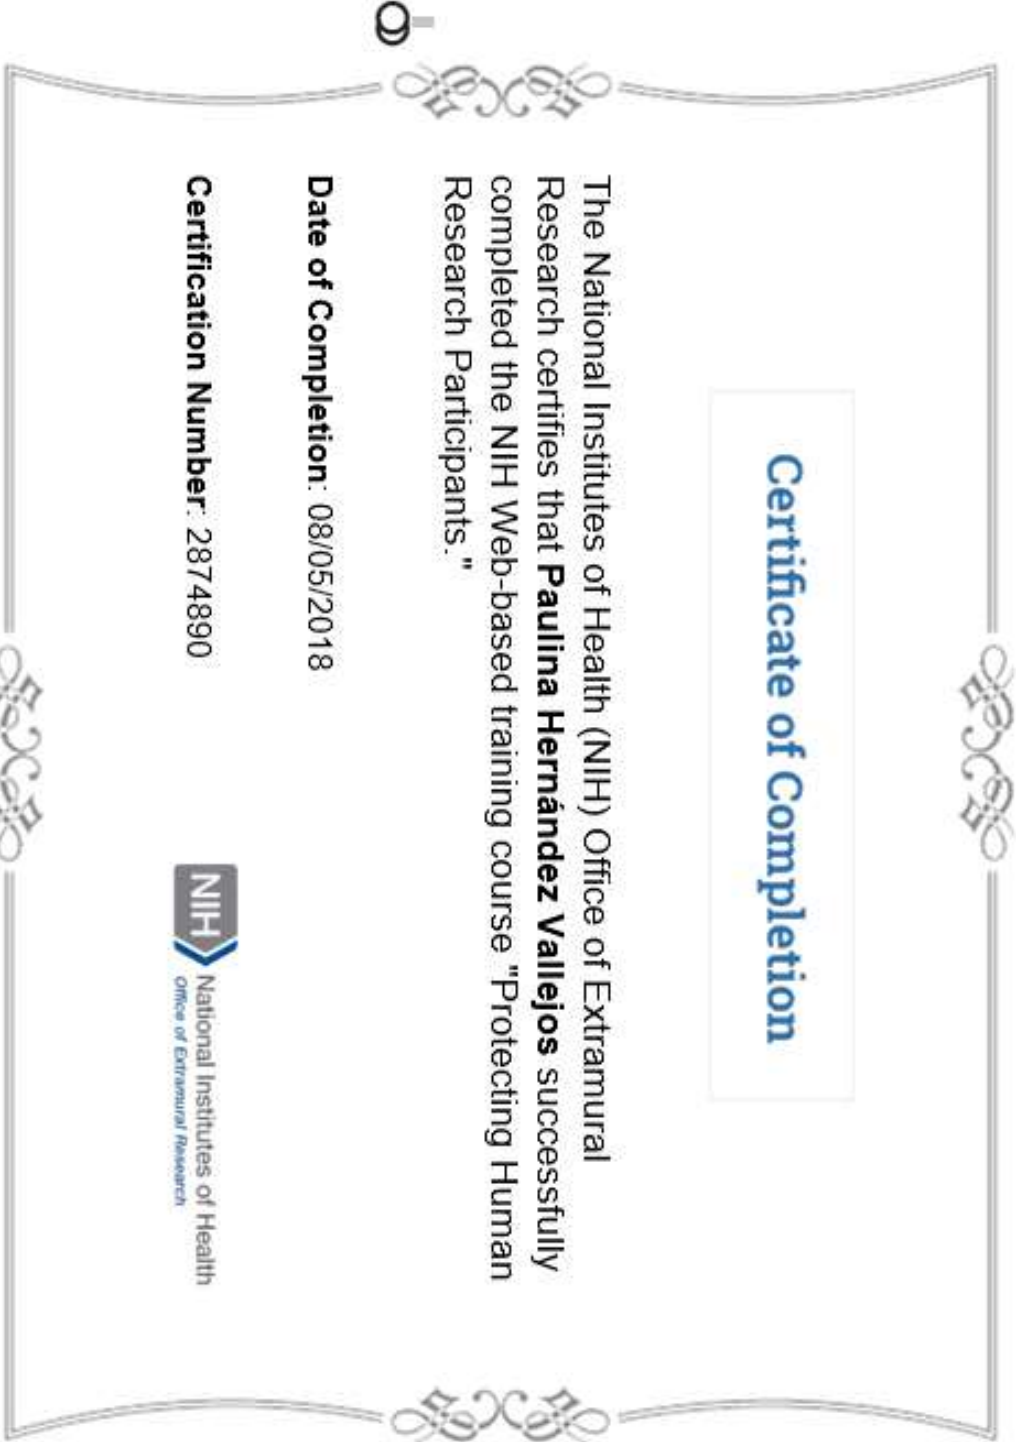 Certificate of Completion
The National Institutes of Health (NIH) Office of Extramural
Research certifies that Paulina Hernández Vallejos successfully
completed the NIH Web-based training course "Protecting Human
Research Participants."
Date of Completion: 08/05/2018
Certification Number: 2874890
NIH National Institutes of Health
Office of Extramural Research